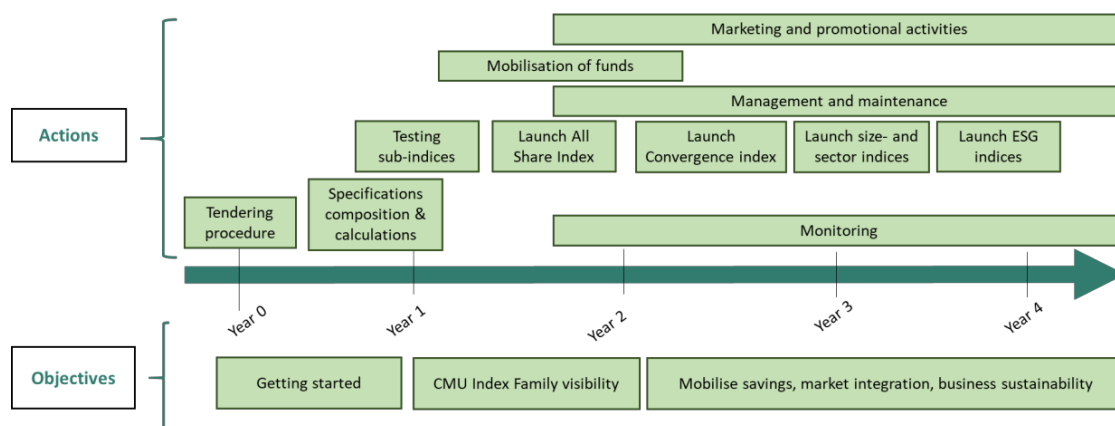 Marketing and promotional activities
Mobilisation of funds
Management and maintenance
Actions
Testing
sub-indices
Launch All
Share Index
Launch
Convergence index
Launch size- and
sector indices
Launch ESG
indices
Tendering
procedure
Specifications
composition &
calculations
Monitoring
Year 0
Year 1
Year 2
Year 3
Year 4
Objectives
Getting started
CMU Index Family visibility
Mobilise savings, market integration, business sustainability